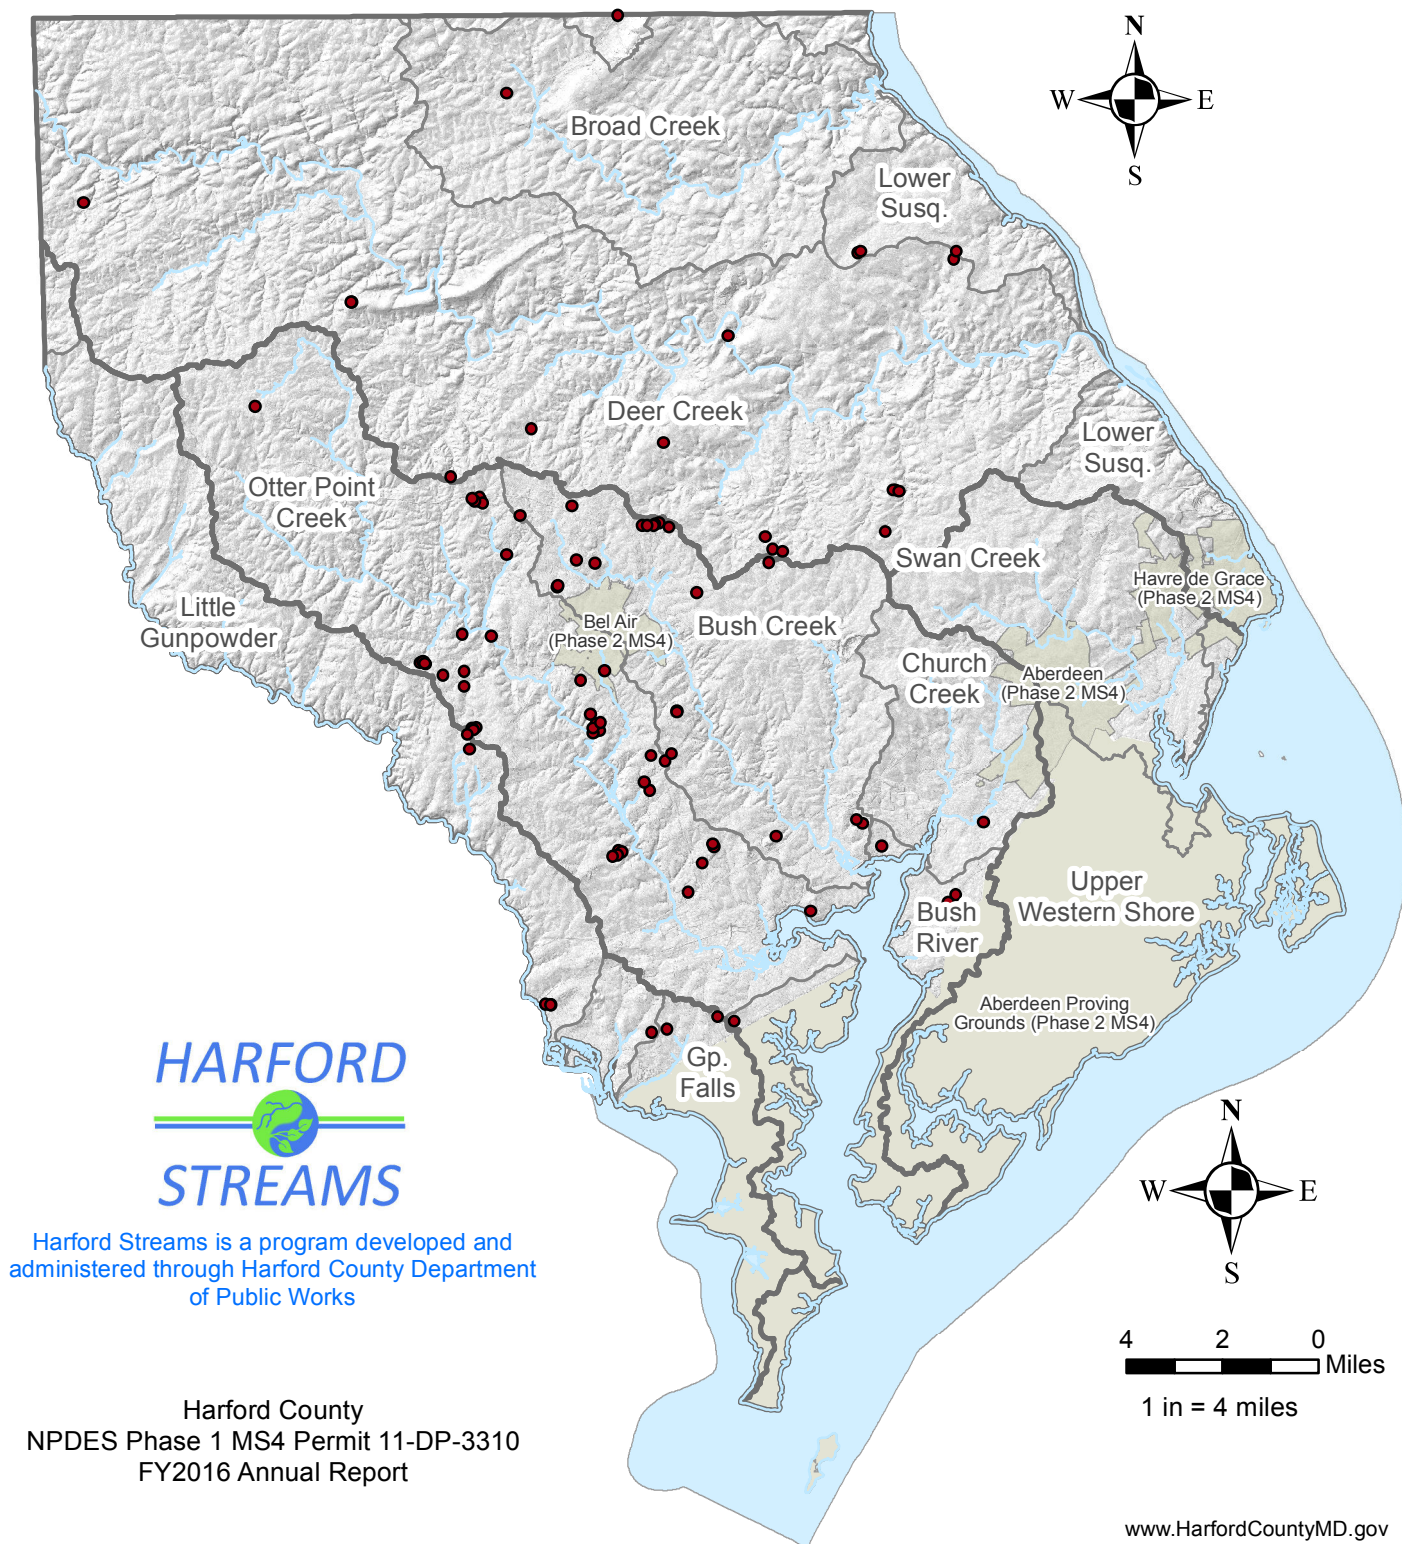 N
W E
S
Broad Creek
Lower
Susq.
Deer Creek
Lower
Susq.
Otter Point
Creek
Swan Creek
Havre de Grace
(Phase 2 MS4)
Little
Gunpowder
Bel Air
(Phase 2 MS4)
Bush Creek
Church
Creek
Aberdeen
(Phase 2 MS4)
Upper
Western Shore
Bush
River
Aberdeen Proving
Grounds (Phase 2 MS4)
Gp.
Falls
HARFORD
STREAMS
Harford Streams is a program developed and
administered through Harford County Department
of Public Works
N
W E
S
4 2 0
Miles
1 in = 4 miles
Harford County
NPDES Phase 1 MS4 Permit 11-DP-3310
FY2016 Annual Report
www.HarfordCountyMD.gov